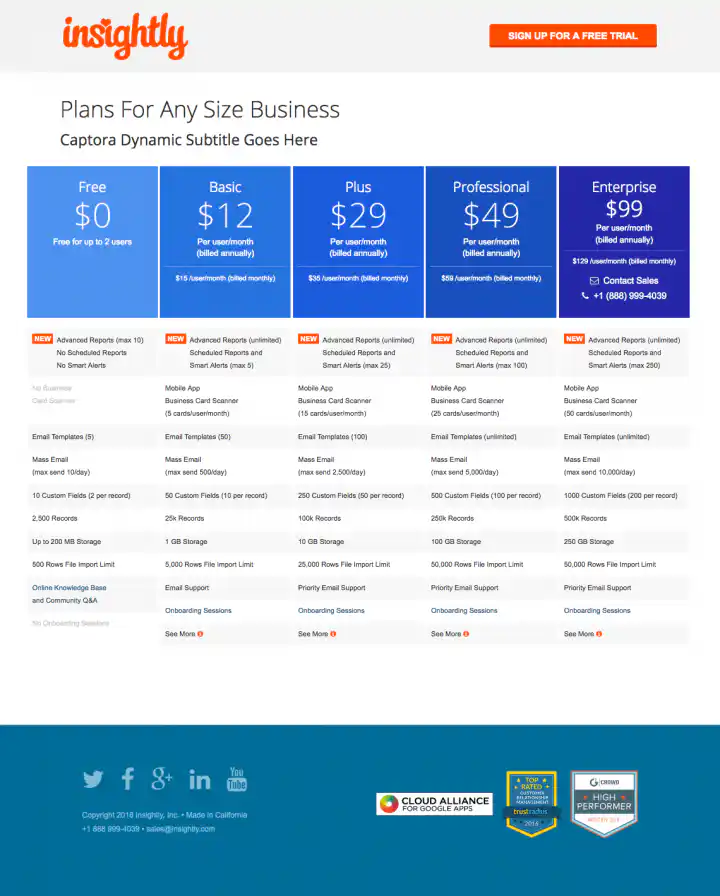 insightly
SIGN UP FOR A FREE TRIAL
Plans For Any Size Business
Captora Dynamic Subtitle Goes Here
Free
$0
Free for up to 2 users
Basic
$12
Per user/month
(billed annually)
$15 /user/month (billed monthly)
Plus
$29
Per user/month
(billed annually)
$35 /user/month (billed monthly)
Professional
$49
Per user/month
(billed annually)
$59 /user/month (billed monthly)
Enterprise
$99
Per user/month
(billed annually)
$129 /user/month (billed monthly)
Contact Sales
+1 (888) 999-4039
NEW Advanced Reports (max 10)
No Scheduled Reports
No Smart Alerts
NEW Advanced Reports (unlimited)
Scheduled Reports and
Smart Alerts (max 5)
NEW Advanced Reports (unlimited)
Scheduled Reports and
Smart Alerts (max 25)
NEW Advanced Reports (unlimited)
Scheduled Reports and
Smart Alerts (max 100)
NEW Advanced Reports (unlimited)
Scheduled Reports and
Smart Alerts (max 250)
No Business
Card Scanner
Mobile App
Business Card Scanner
(5 cards/user/month)
Mobile App
Business Card Scanner
(15 cards/user/month)
Mobile App
Business Card Scanner
(25 cards/user/month)
Mobile App
Business Card Scanner
(50 cards/user/month)
Email Templates (5)
Email Templates (50)
Email Templates (100)
Email Templates (unlimited)
Email Templates (unlimited)
Mass Email
(max send 10/day)
Mass Email
(max send 500/day)
Mass Email
(max send 2,500/day)
Mass Email
(max send 5,000/day)
Mass Email
(max send 10,000/day)
10 Custom Fields (2 per record)
50 Custom Fields (10 per record)
250 Custom Fields (50 per record)
500 Custom Fields (100 per record)
1000 Custom Fields (200 per record)
2,500 Records
25k Records
100k Records
250k Records
500k Records
Up to 200 MB Storage
1 GB Storage
10 GB Storage
100 GB Storage
250 GB Storage
500 Rows File Import Limit
5,000 Rows File Import Limit
25,000 Rows File Import Limit
50,000 Rows File Import Limit
50,000 Rows File Import Limit
Online Knowledge Base
and Community Q&A
Email Support
Priority Email Support
Priority Email Support
Priority Email Support
No Onboarding Sessions
Onboarding Sessions
Onboarding Sessions
Onboarding Sessions
Onboarding Sessions
See More
See More
See More
See More
g+
in
You
Tube
Copyright 2016 Insightly, Inc. • Made in California
+1 888 999-4039 • sales@insightly.com
CLOUD ALLIANCE
FOR GOOGLE APPS
TOP
RATED
CUSTOMER
RELATIONSHIP
MANAGEMENT
trustradius
2016
CROWD
HIGH
PERFORMER